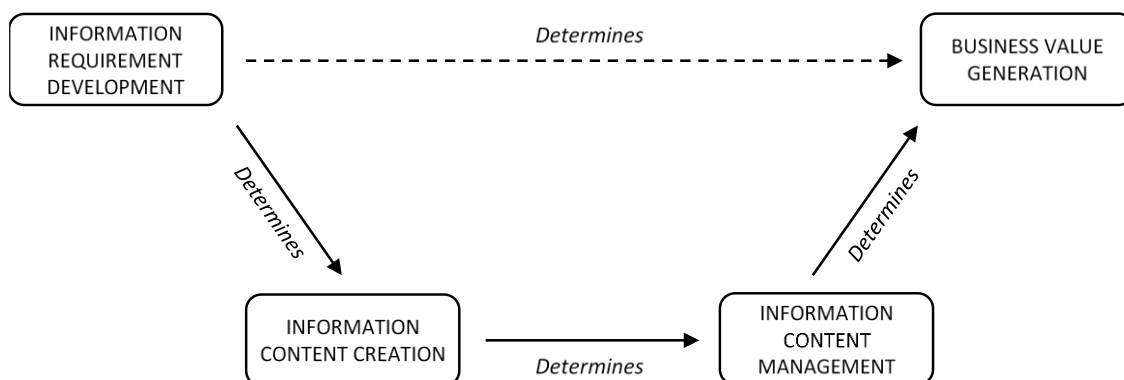 INFORMATION
REQUIREMENT
DEVELOPMENT
Determines
BUSINESS VALUE
GENERATION
Determines
Determines
INFORMATION
CONTENT CREATION
Determines
INFORMATION
CONTENT
MANAGEMENT